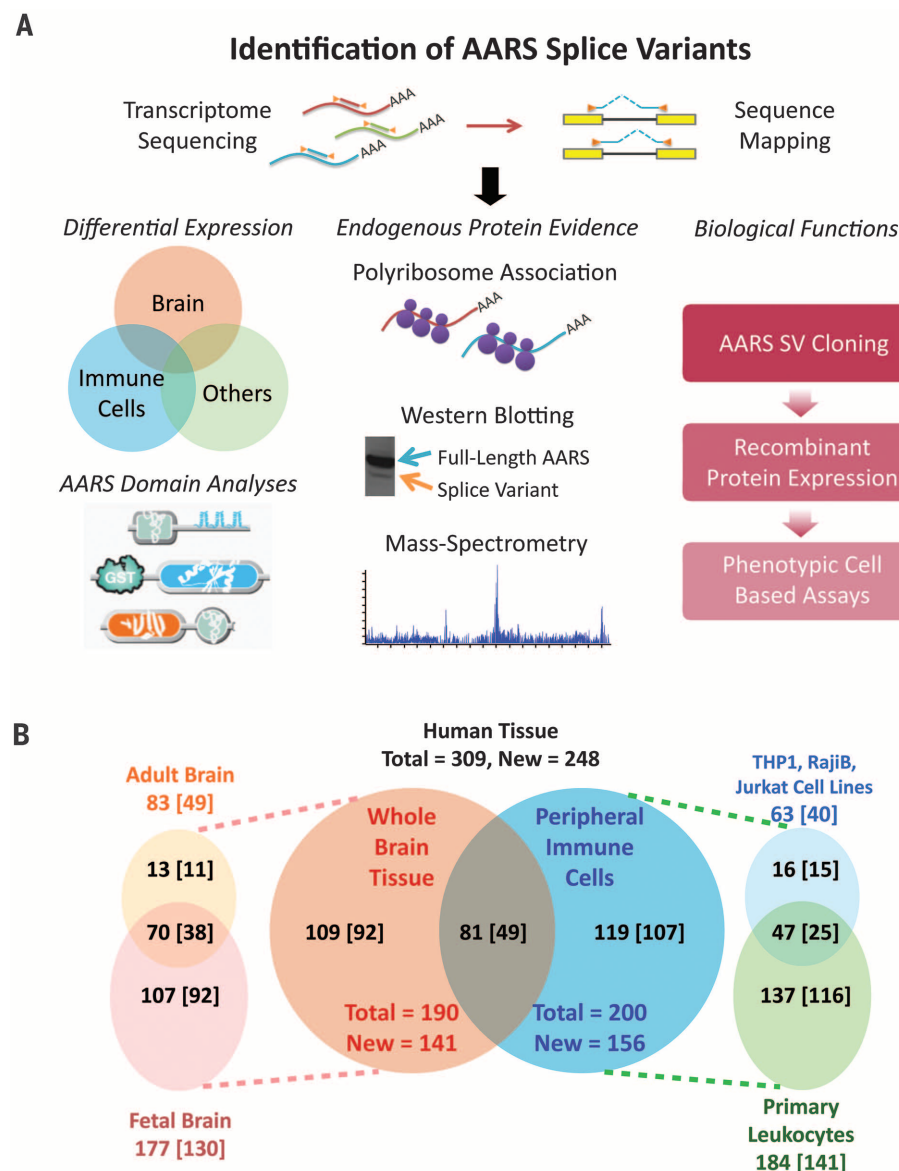 A
Identification of AARS Splice Variants
Transcriptome
Sequencing
AAA
AAA
AAA
Sequence
Mapping
Differential Expression
Brain
Immune
Cells
Others
AARS Domain Analyses
GST
Endogenous Protein Evidence
Polyribosome Association
AAA
AAA
Western Blotting
Full-Length AARS
Splice Variant
Mass-Spectrometry
Biological Functions
AARS SV Cloning
Recombinant
Protein Expression
Phenotypic Cell
Based Assays
B
Human Tissue
Total = 309, New = 248
Adult Brain
83 [49]
13 [11]
70 [38]
107 [92]
Fetal Brain
177 [130]
Whole
Brain
Tissue
109 [92]
Total = 190
New = 141
81 [49]
Peripheral
Immune
Cells
119 [107]
Total = 200
New = 156
THP1, RajiB,
Jurkat Cell Lines
63 [40]
16 [15]
47 [25]
137 [116]
Primary
Leukocytes
184 [141]